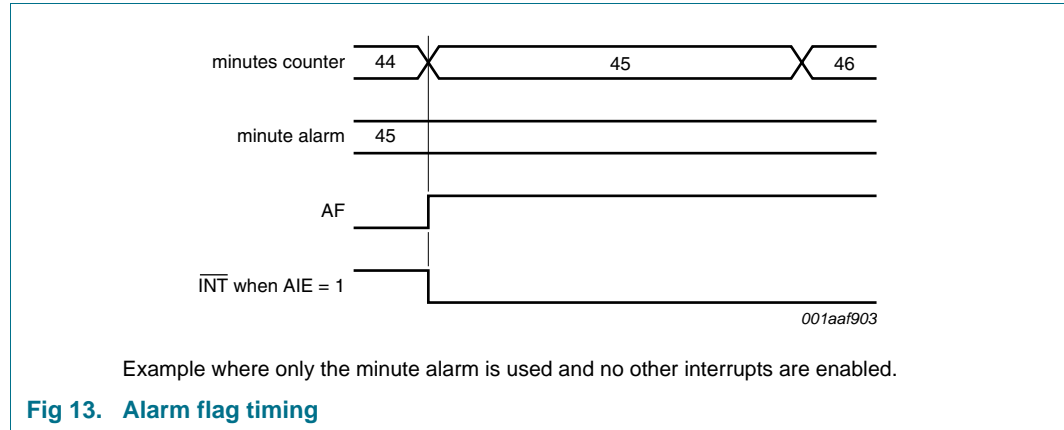 minutes counter 44 45 46
minute alarm 45
AF
INT when AIE = 1
001aaf903
Example where only the minute alarm is used and no other interrupts are enabled.
Fig 13. Alarm flag timing